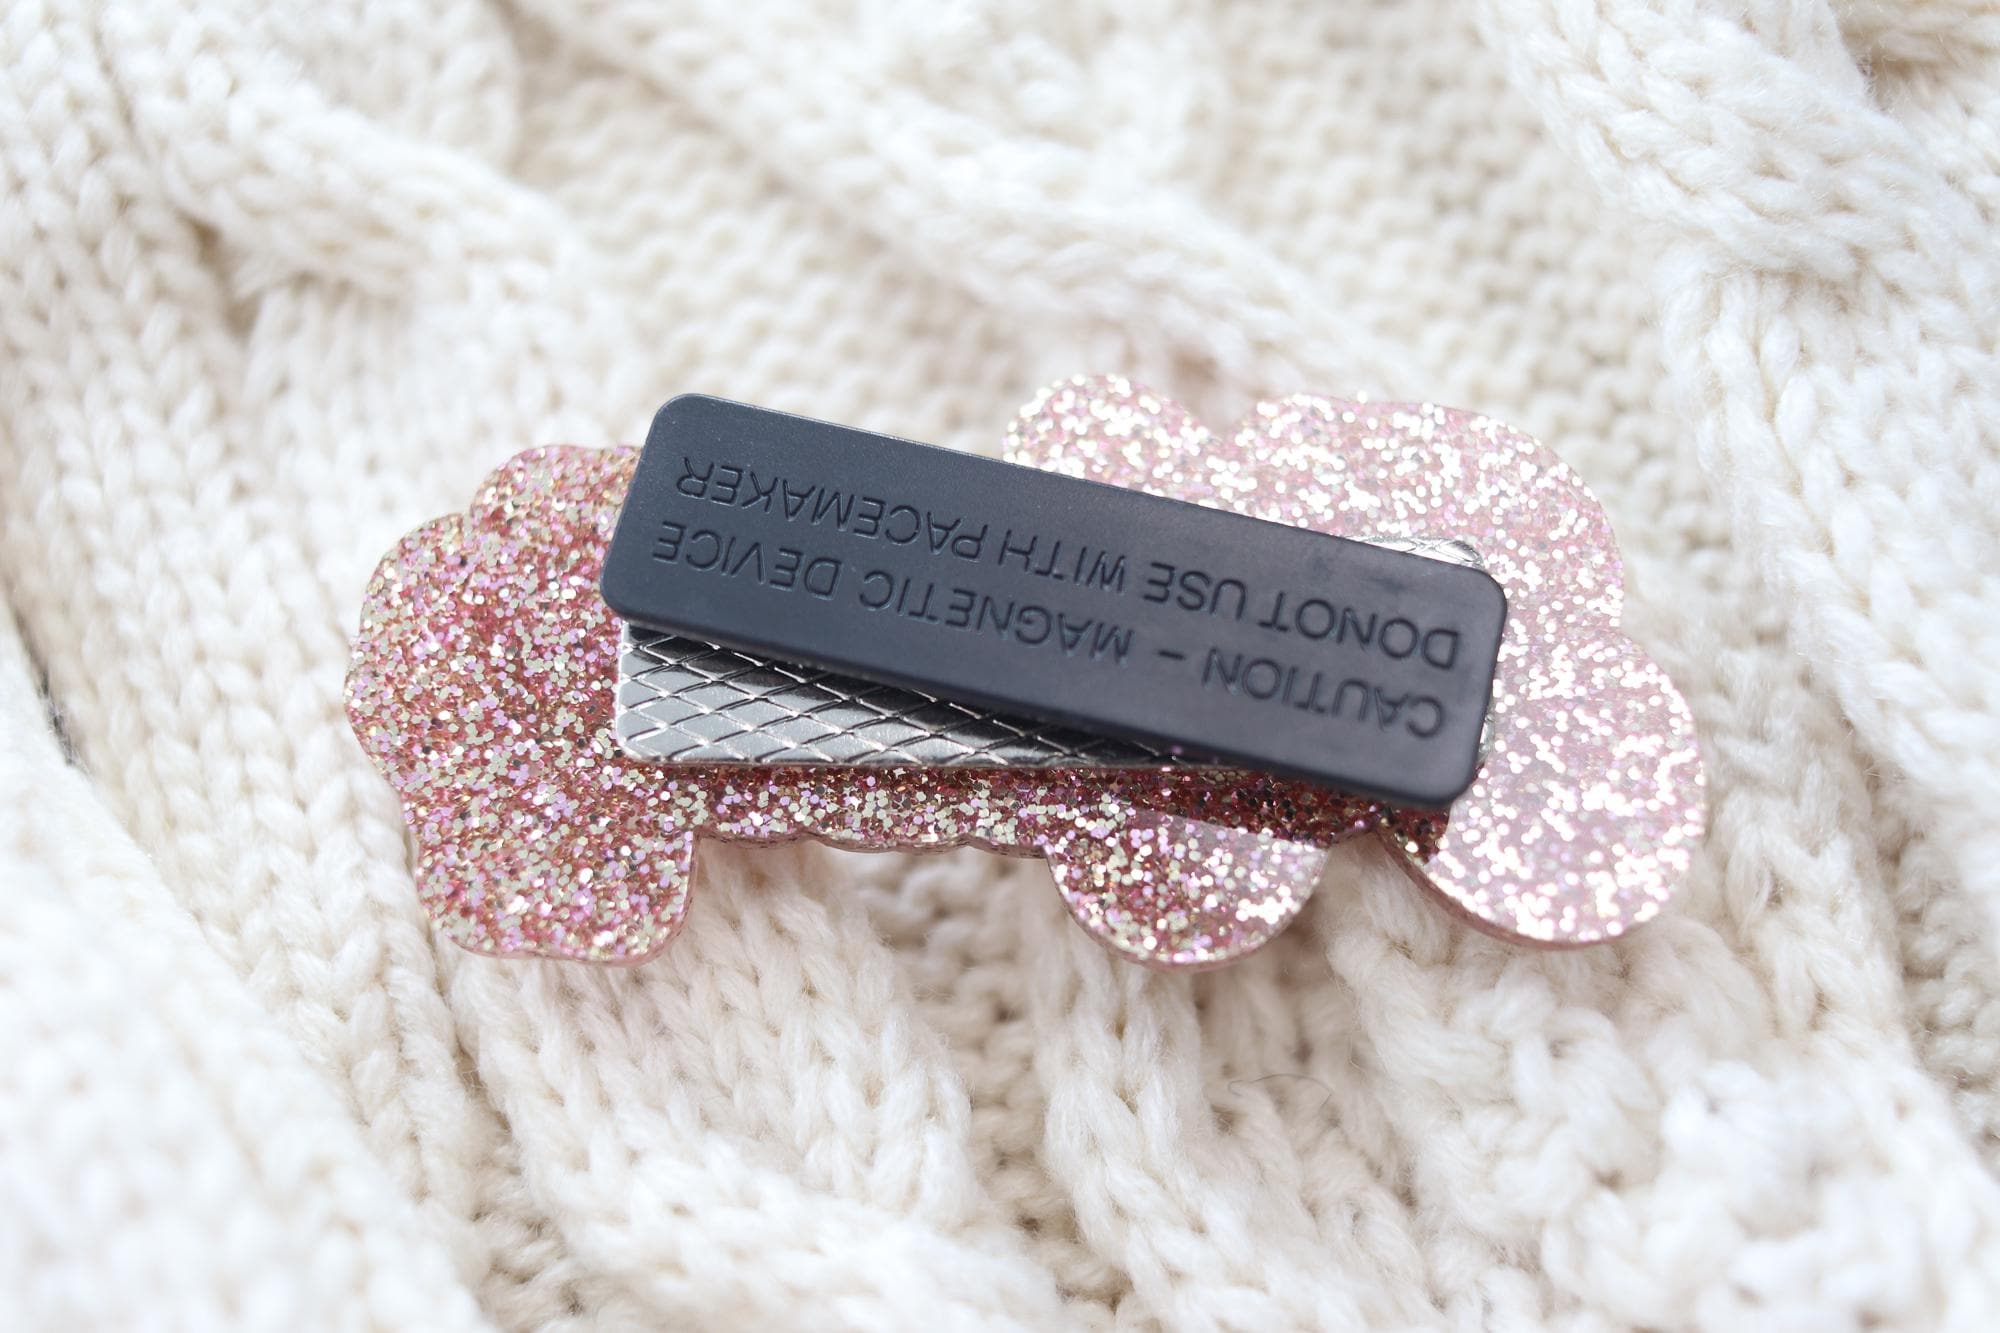 CAUTION - MAGNETIC DEVICE
DONOT USE WITH PACEMAKER